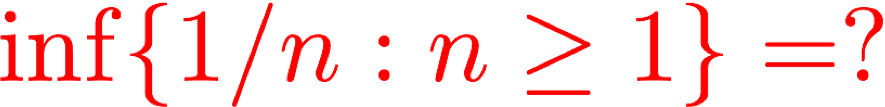 inf{1/n : n ≥ 1} =?